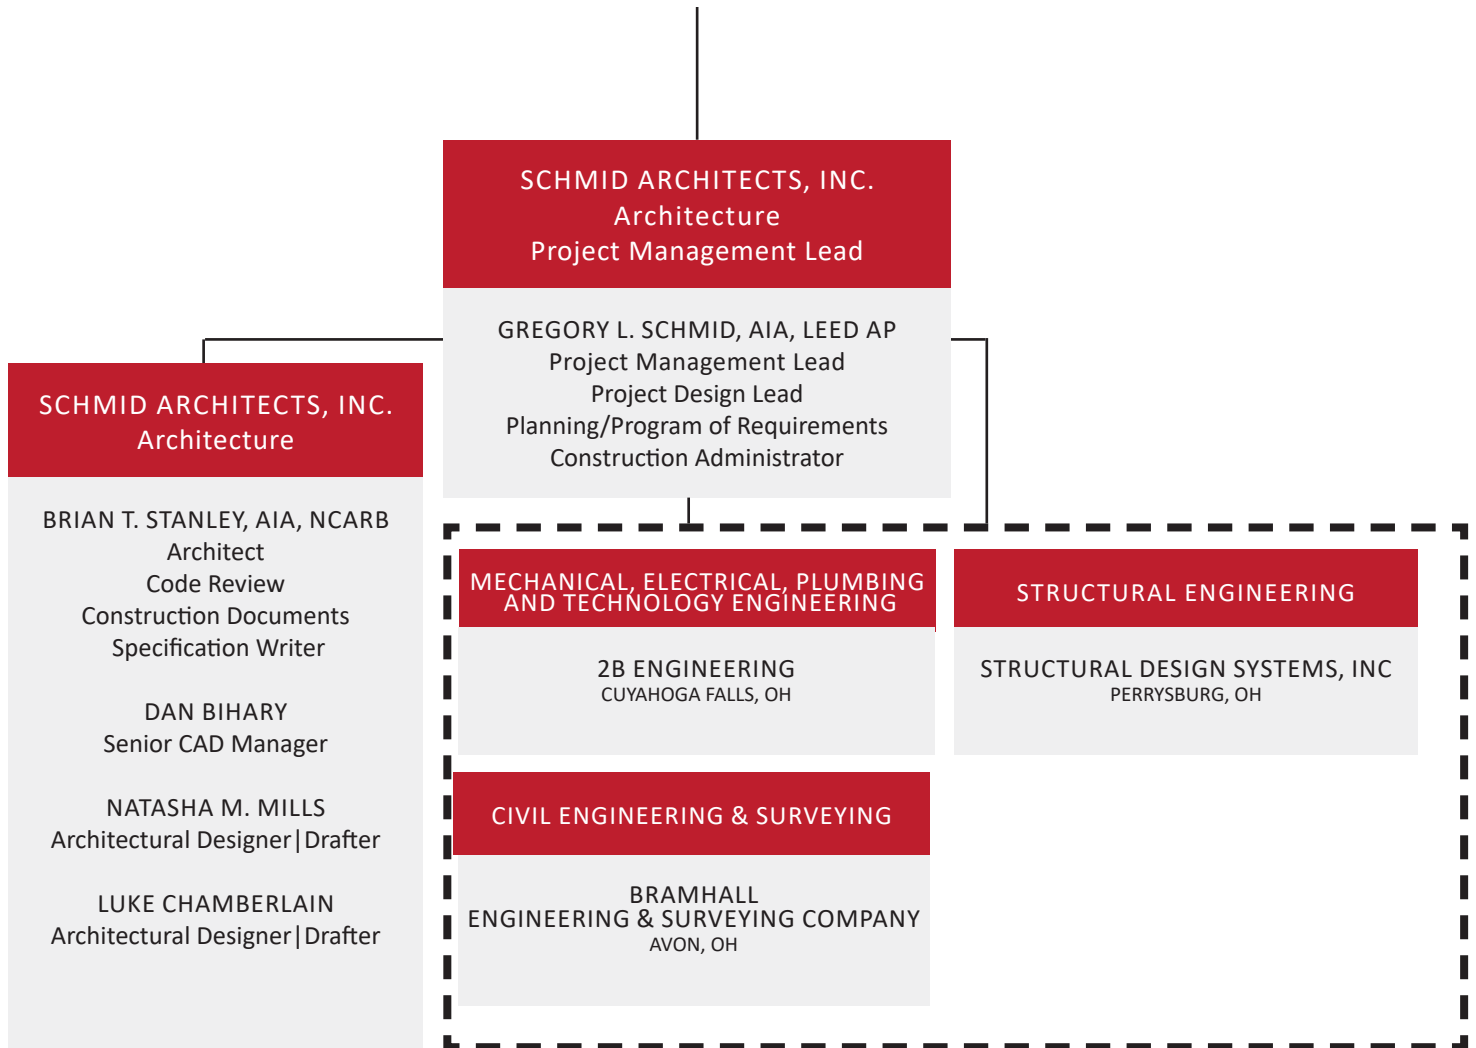 SCHMID ARCHITECTS, INC.
Architecture
Project Management Lead
GREGORY L. SCHMID, AIA, LEED AP
Project Management Lead
Project Design Lead
Planning/Program of Requirements
Construction Administrator
SCHMID ARCHITECTS, INC.
Architecture
BRIAN T. STANLEY, AIA, NCARB
Architect
Code Review
Construction Documents
Specification Writer
DAN BIHARY
Senior CAD Manager
NATASHA M. MILLS
Architectural Designer|Drafter
LUKE CHAMBERLAIN
Architectural Designer|Drafter
MECHANICAL, ELECTRICAL, PLUMBING
AND TECHNOLOGY ENGINEERING
2B ENGINEERING
CUYAHOGA FALLS, OH
STRUCTURAL ENGINEERING
STRUCTURAL DESIGN SYSTEMS, INC
PERRYSBURG, OH
CIVIL ENGINEERING & SURVEYING
BRAMHALL
ENGINEERING & SURVEYING COMPANY
AVON, OH